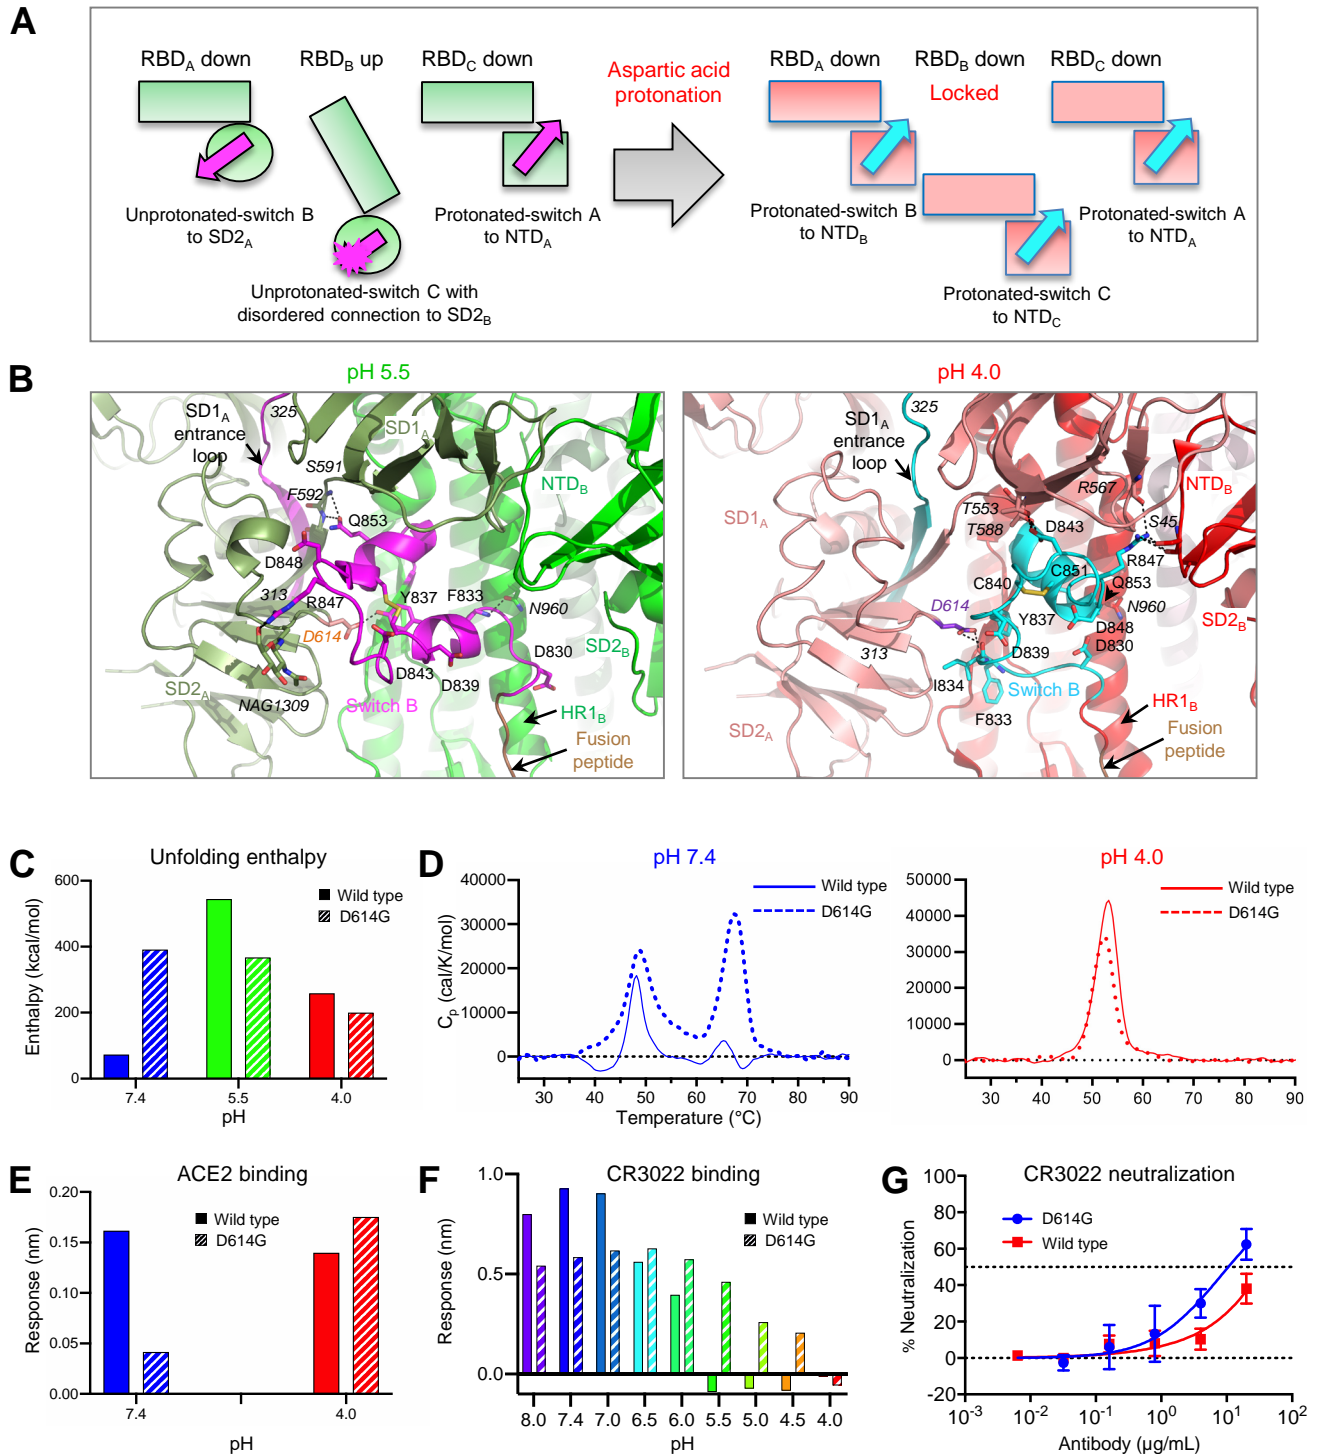 A
RBDA down
RBDB up
RBDC down
Aspartic acid
protonation
RBDA down
RBDB down
RBDC down
Locked
Unprotonated-switch B
to SD2A
Protonated-switch A
to NTDA
Unprotonated-switch C with
disordered connection to SD2B
Protonated-switch B
to NTDB
Protonated-switch A
to NTDA
Protonated-switch C
to NTDC
B
pH 5.5
325
SD1A
entrance
loop
SD1A
S591
F592
Q853
NTDB
D848
313
R847
Y837
F833
N960
D614
SD2B
D830
D843
D839
SD2A
NAG1309
Switch B
HR1B
Fusion
peptide
pH 4.0
325
SD1A
entrance
loop
R567
NTDB
T553
T588
D843
S45
SD1A
R847
C851
C840
Q853
D614
N960
Y837
D848
SD2B
313
D839
D830
I834
Switch B
F833
SD2A
HR1B
Fusion
peptide
C
Unfolding enthalpy
Enthalpy (kcal/mol)
600
400
200
0
Wild type
D614G
7.4
5.5
4.0
pH
D
pH 7.4
Wild type
D614G
Cp (cal/K/mol)
40000
30000
20000
10000
0
30
40
50
60
70
80
90
Temperature (°C)
pH 4.0
Wild type
D614G
50000
40000
30000
20000
10000
0
30
40
50
60
70
80
90
E
ACE2 binding
Response (nm)
0.20
0.15
0.10
0.05
0.00
Wild type
D614G
7.4
4.0
pH
F
CR3022 binding
Response (nm)
1.0
0.5
0.0
Wild type
D614G
8.0
7.4
7.0
6.5
6.0
5.5
5.0
4.5
4.0
pH
G
CR3022 neutralization
% Neutralization
100
80
60
40
20
0
-20
D614G
Wild type
10-3
10-2
10-1
100
101
102
Antibody (µg/mL)